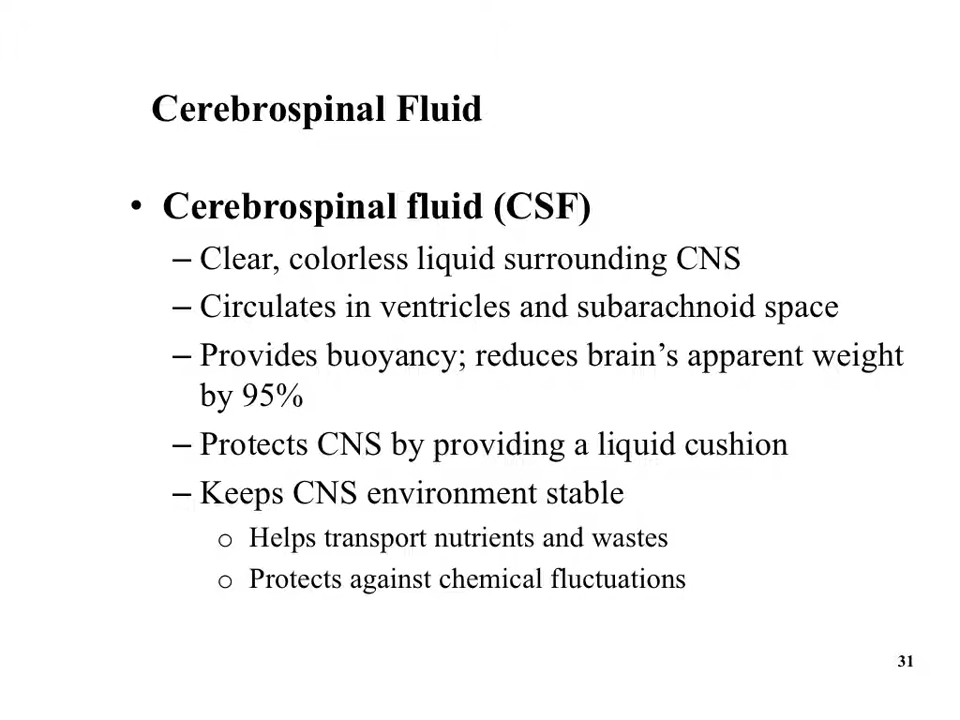 Cerebrospinal Fluid
• Cerebrospinal fluid (CSF)
– Clear, colorless liquid surrounding CNS
– Circulates in ventricles and subarachnoid space
– Provides buoyancy; reduces brain’s apparent weight
by 95%
– Protects CNS by providing a liquid cushion
– Keeps CNS environment stable
o Helps transport nutrients and wastes
o Protects against chemical fluctuations
31